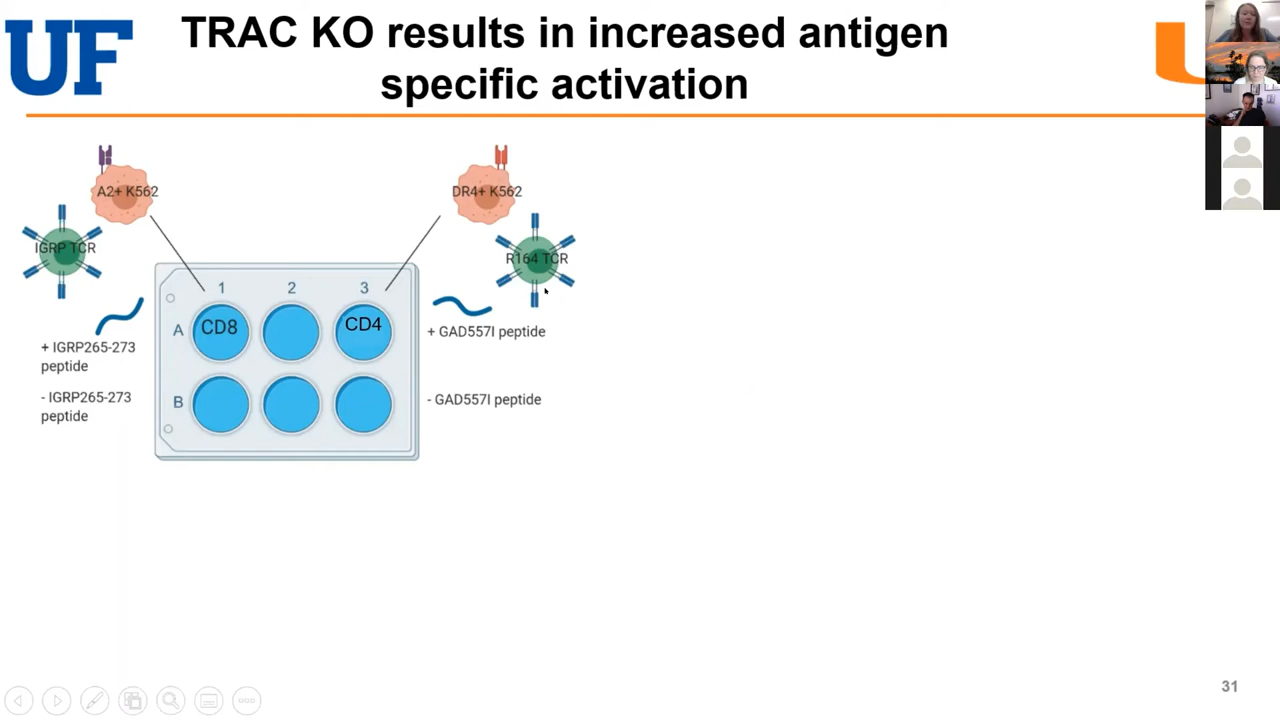 UF
TRAC KO results in increased antigen
specific activation
U
A2+ K562
DR4+ K562
IGRP TCR
R164 TCR
1 2 3
A
CD8
CD4
+ IGRP265-273
peptide
+ GAD557I peptide
B
- IGRP265-273
peptide
- GAD557I peptide
31